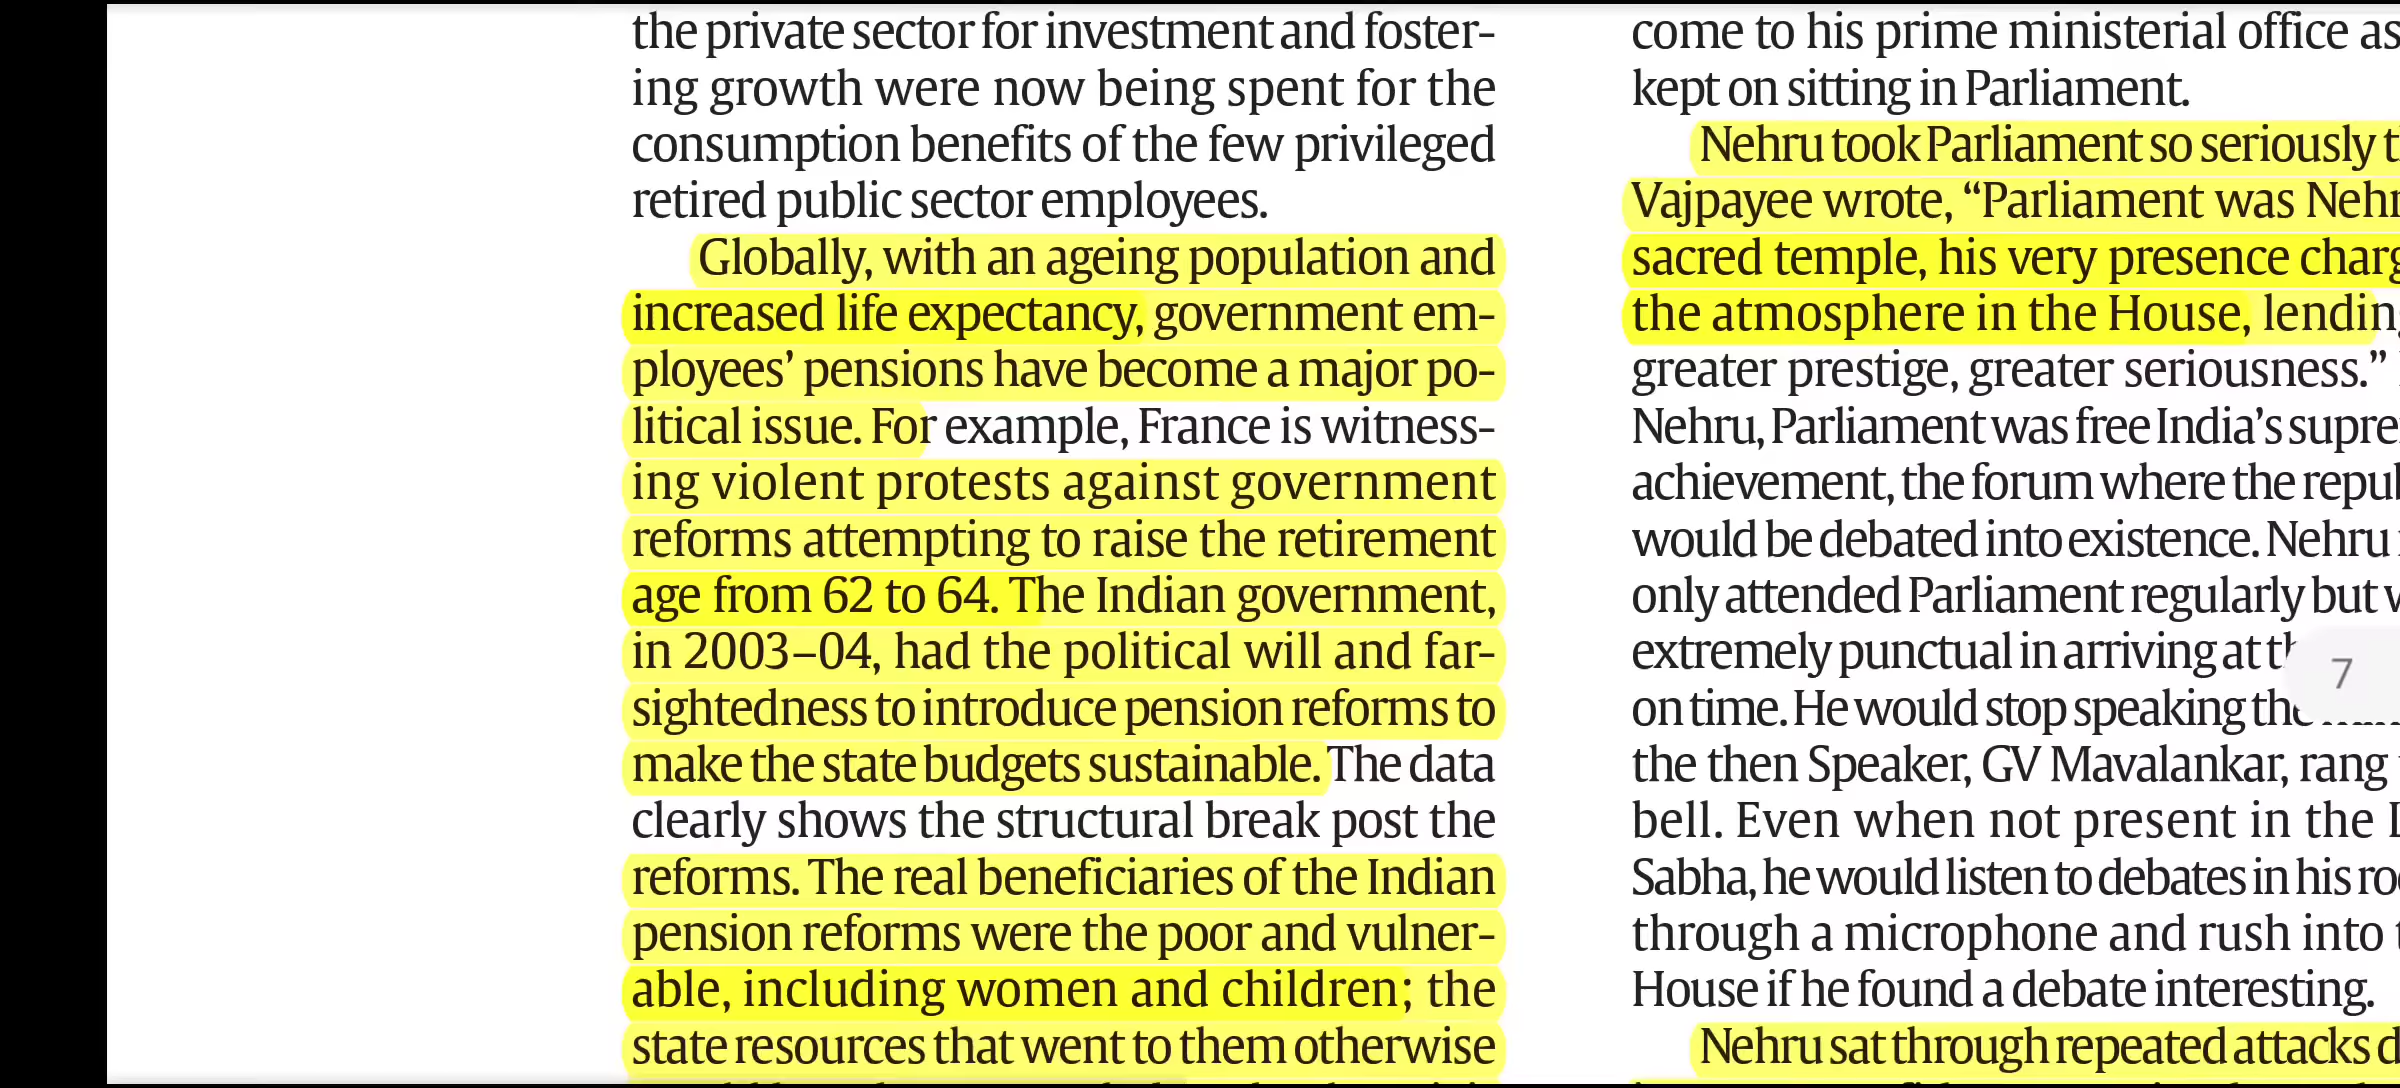 the private sector for investment and foster-
ing growth were now being spent for the
consumption benefits of the few privileged
retired public sector employees.
Globally, with an ageing population and
increased life expectancy, government em-
ployees’ pensions have become a major po-
litical issue. For example, France is witness-
ing violent protests against government
reforms attempting to raise the retirement
age from 62 to 64. The Indian government,
in 2003–04, had the political will and far-
sightedness to introduce pension reforms to
make the state budgets sustainable. The data
clearly shows the structural break post the
reforms. The real beneficiaries of the Indian
pension reforms were the poor and vulner-
able, including women and children; the
state resources that went to them otherwise
come to his prime ministerial office as
kept on sitting in Parliament.
Nehru took Parliament so seriously
Vajpayee wrote, “Parliament was
sacred temple, his very presence
the atmosphere in the House,
greater prestige, greater seriousness.”
Nehru, Parliament was free India’s
achievement, the forum where the
would be debated into existence. Nehru
only attended Parliament regularly but
extremely punctual in arriving at
on time. He would stop speaking the
the then Speaker, GV Mavalankar, rang
bell. Even when not present in the
Sabha, he would listen to debates in his
through a microphone and rush into
House if he found a debate interesting.
Nehru sat through repeated attacks
7